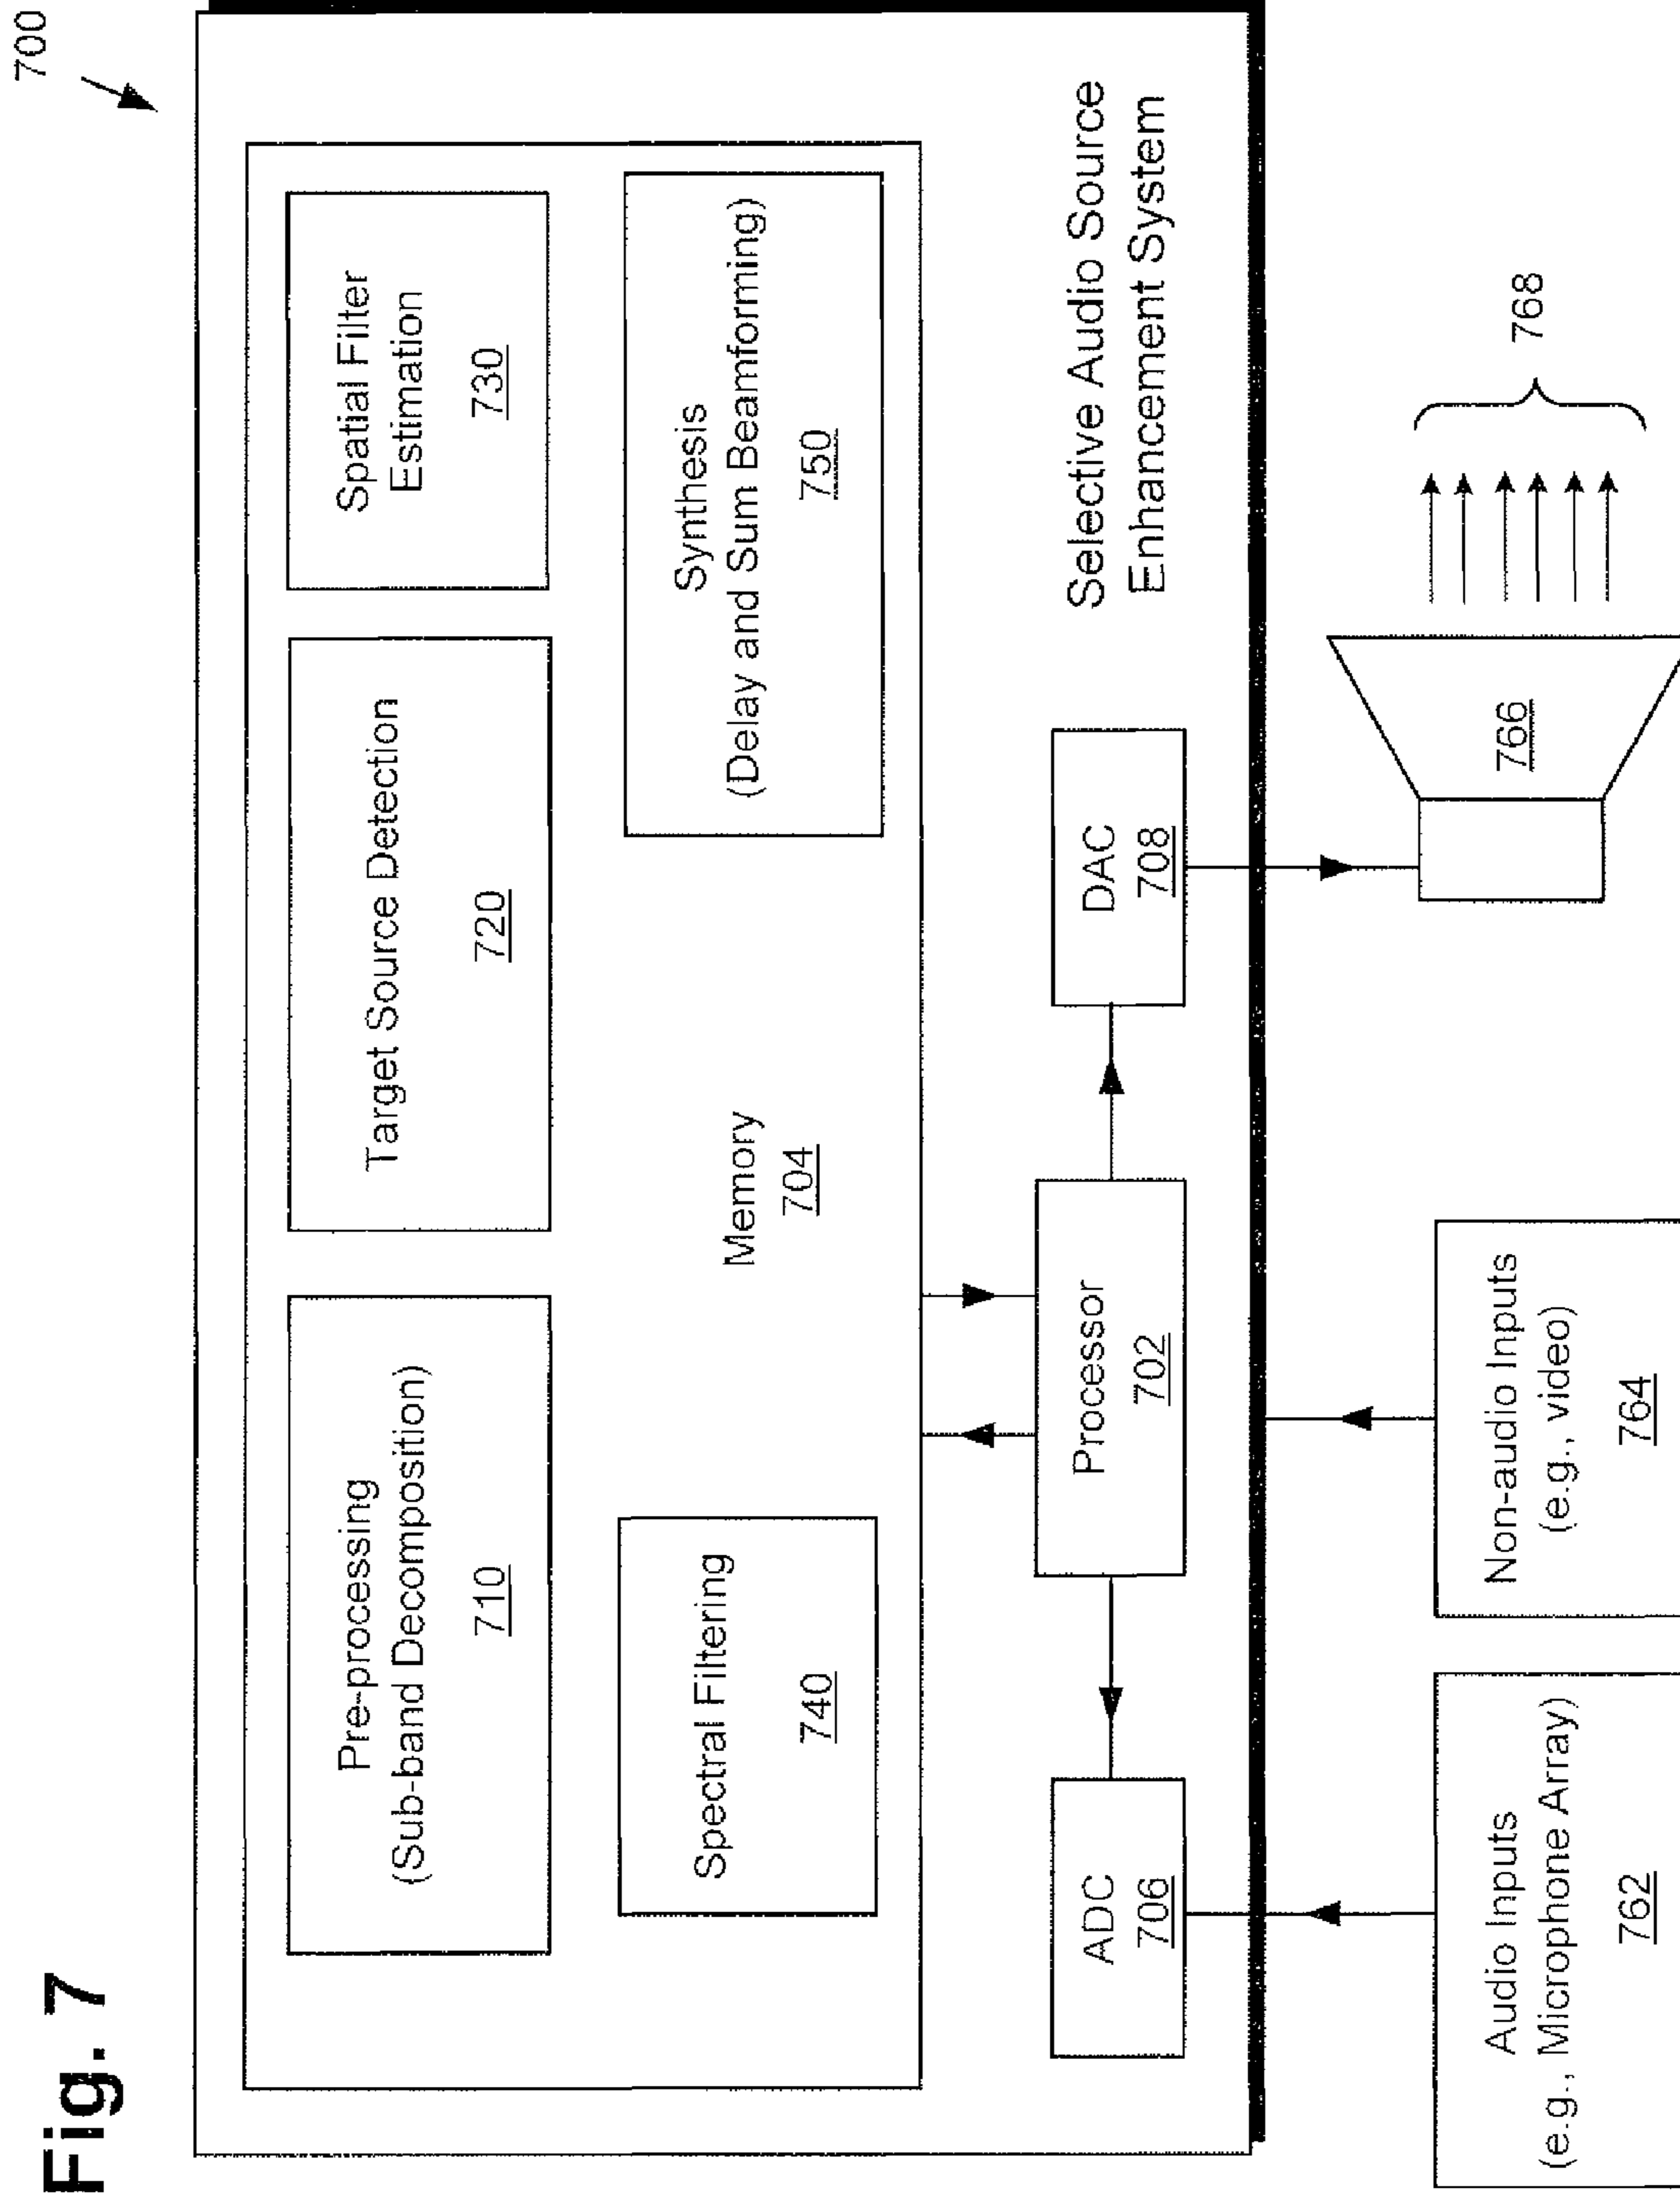 Fig. 7
700
Pre-processing
(Sub-band Decomposition)
710
Target Source Detection
720
Spatial Filter
Estimation
730
Spectral Filtering
740
Memory
704
Synthesis
(Delay and Sum Beamforming)
750
ADC
706
Processor
702
DAC
708
Selective Audio Source
Enhancement System
Audio Inputs
(e.g., Microphone Array)
762
Non-audio Inputs
(e.g., video)
764
766
768